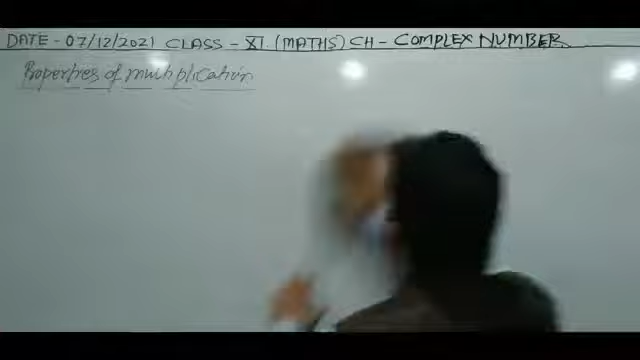 DATE - 07/12/2021 CLASS - XI (MATHS) CH - COMPLEX NUMBER
Properties of multiplication